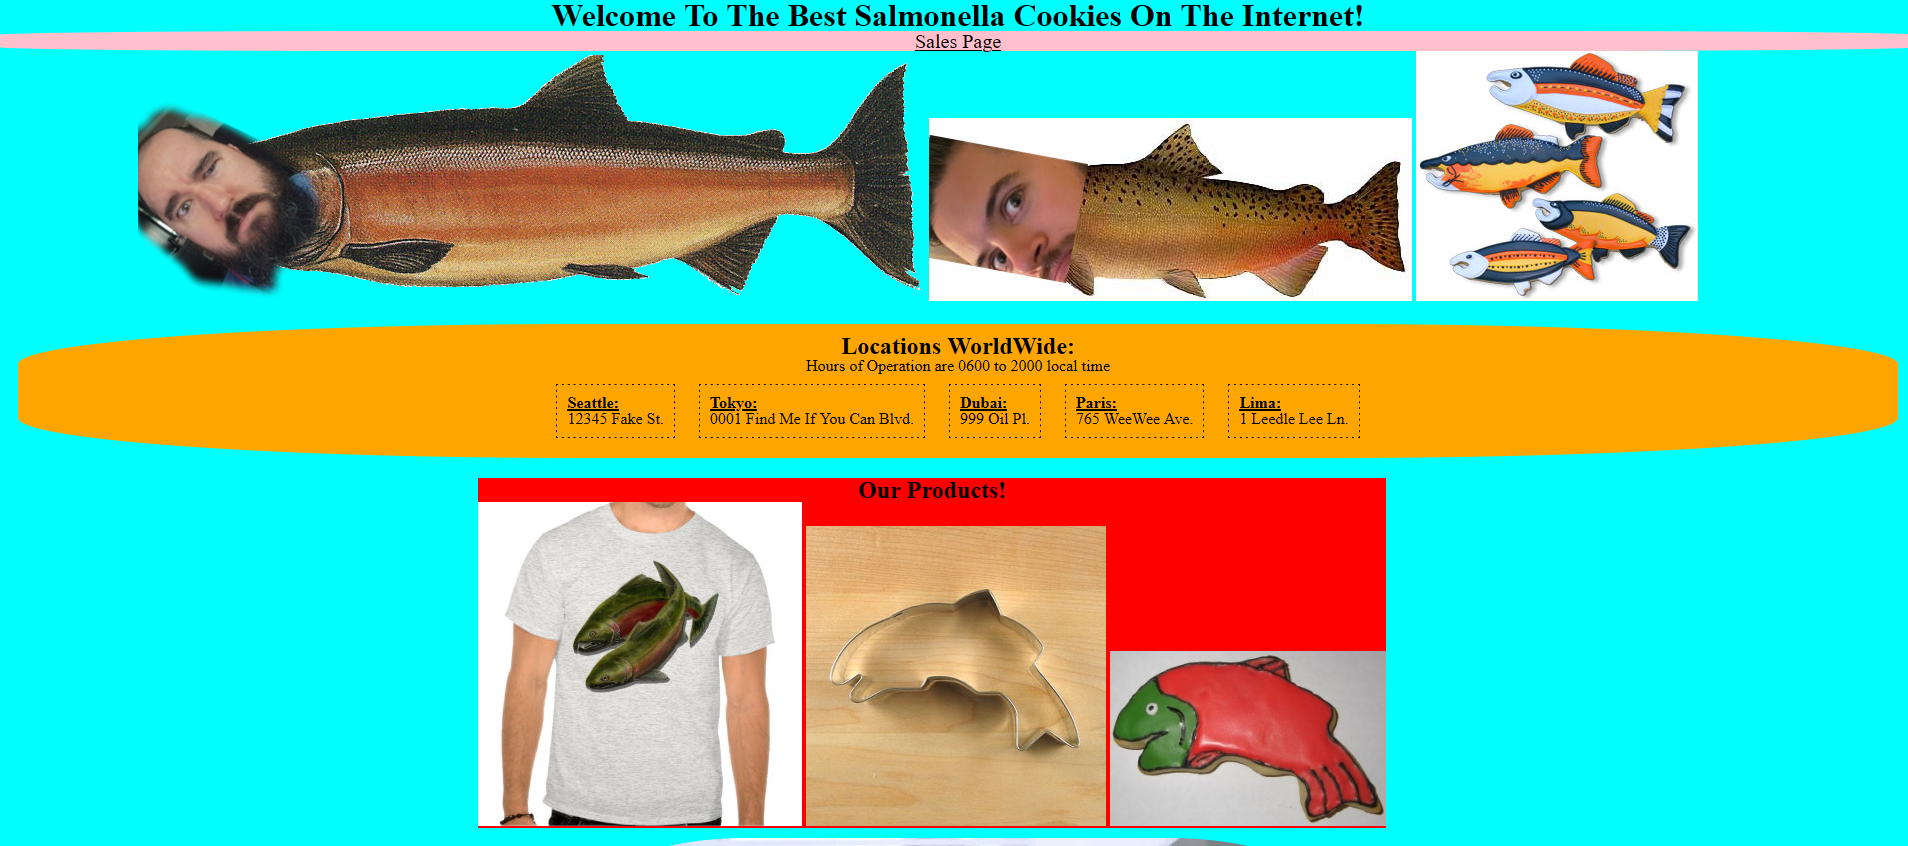 Welcome To The Best Salmonella Cookies On The Internet!
Sales Page
Locations WorldWide:
Hours of Operation are 0600 to 2000 local time
Seattle:
12345 Fake St.
Tokyo:
0001 Find Me If You Can Blvd.
Dubai:
999 Oil Pl.
Paris:
765 WeeWee Ave.
Lima:
1 Leedle Lee Ln.
Our Products!